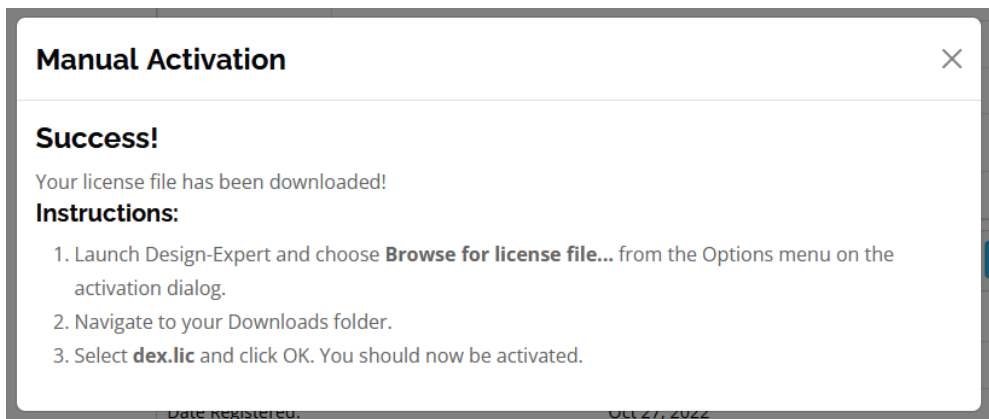 Manual Activation
Success!
Your license file has been downloaded!
Instructions:
1. Launch Design-Expert and choose Browse for license file... from the Options menu on the
activation dialog.
2. Navigate to your Downloads folder.
3. Select dex.lic and click OK. You should now be activated.
Date Registered: Oct 27, 2022